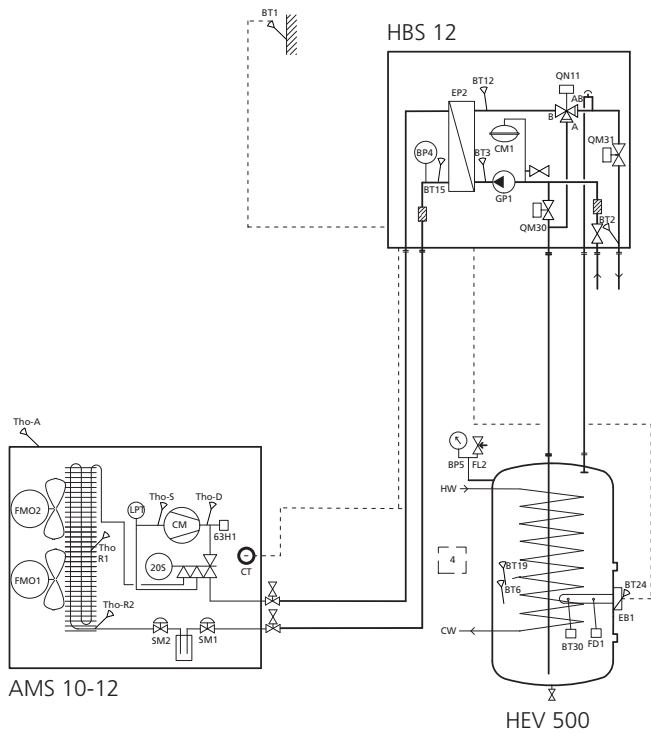 BT1
HBS 12
BT12
QN11
EP2
AB
B
A
CM1
QM31
BP4
BT3
BT15
GP1
BT2
QM30
Tho-A
BP5
FL2
LPT
Tho-S
Tho-D
HW
FMO2
CM
63H1
Tho
R1
20S
CT
4
BT19
FMO1
BT6
BT24
Tho-R2
EB1
SM2
SM1
CW
BT30
FD1
AMS 10-12
HEV 500